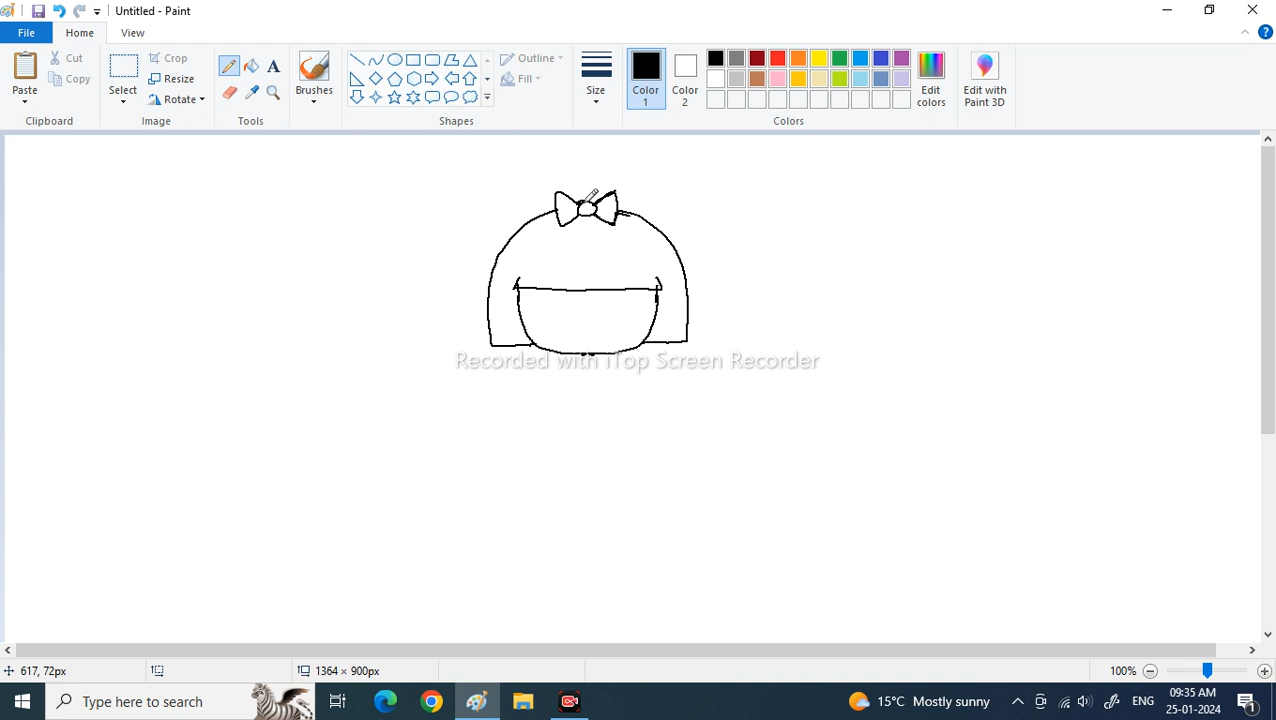 Untitled - Paint
File
Home
View
Paste
Cut
Copy
Clipboard
Select
Crop
Resize
Rotate
Image
A
Tools
Brushes
Shapes
Outline
Fill
Size
Color 1
Color 2
Edit colors
Colors
Edit with Paint 3D
Recorded with iTop Screen Recorder
617, 72px
1364 × 900px
100%
Type here to search
15°C Mostly sunny
ENG
09:35 AM
25-01-2024
1